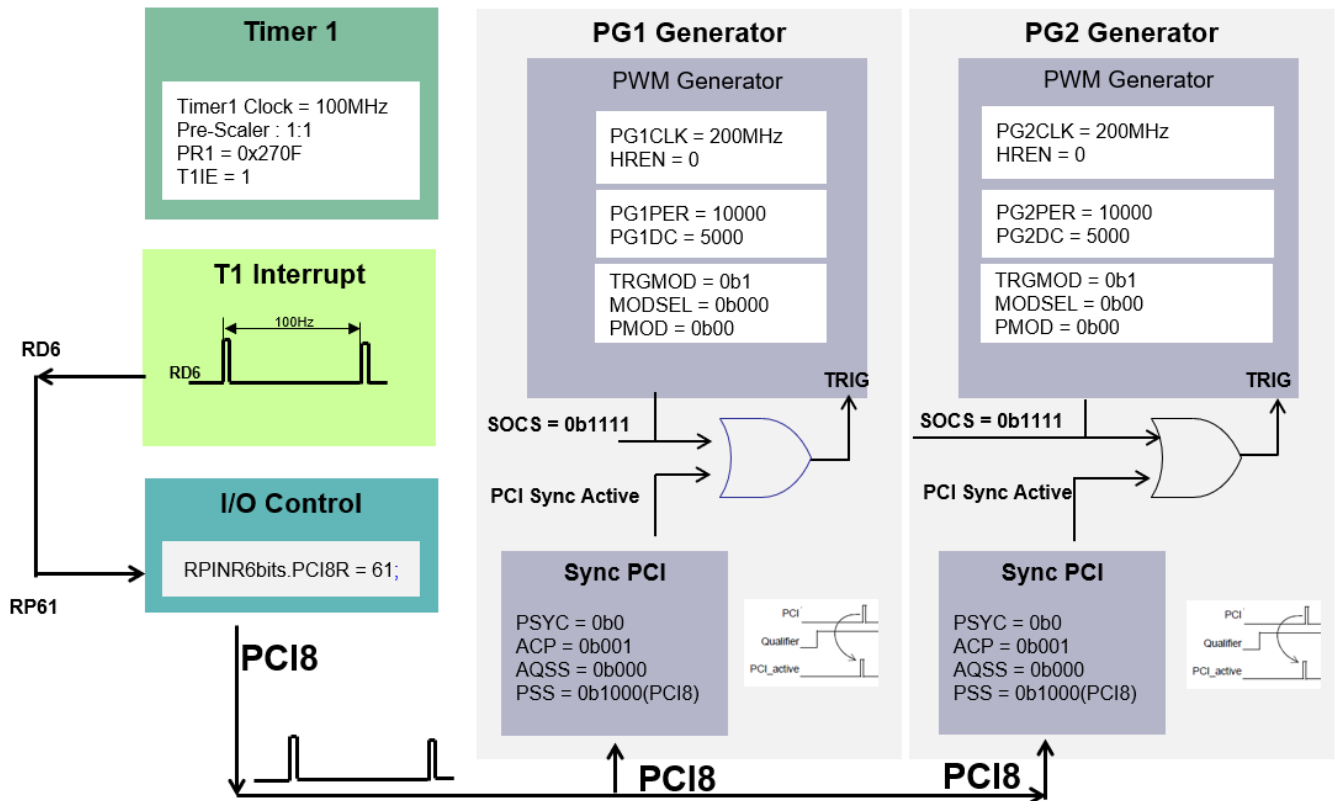 Timer 1
Timer1 Clock = 100MHz
Pre-Scaler : 1:1
PR1 = 0x270F
T1IE = 1
T1 Interrupt
100Hz
RD6
RD6
I/O Control
RPINR6bits.PCI8R = 61;
RP61
PCI8
PG1 Generator
PWM Generator
PG1CLK = 200MHz
HREN = 0
PG1PER = 10000
PG1DC = 5000
TRGMOD = 0b1
MODSEL = 0b000
PMOD = 0b00
TRIG
SOCS = 0b1111
PCI Sync Active
Sync PCI
PSYC = 0b0
ACP = 0b001
AQSS = 0b000
PSS = 0b1000(PCI8)
PCI
Qualifier
PCI_active
PCI8
PG2 Generator
PWM Generator
PG2CLK = 200MHz
HREN = 0
PG2PER = 10000
PG2DC = 5000
TRGMOD = 0b1
MODSEL = 0b00
PMOD = 0b00
TRIG
SOCS = 0b1111
PCI Sync Active
Sync PCI
PSYC = 0b0
ACP = 0b001
AQSS = 0b000
PSS = 0b1000(PCI8)
PCI
Qualifier
PCI_active
PCI8